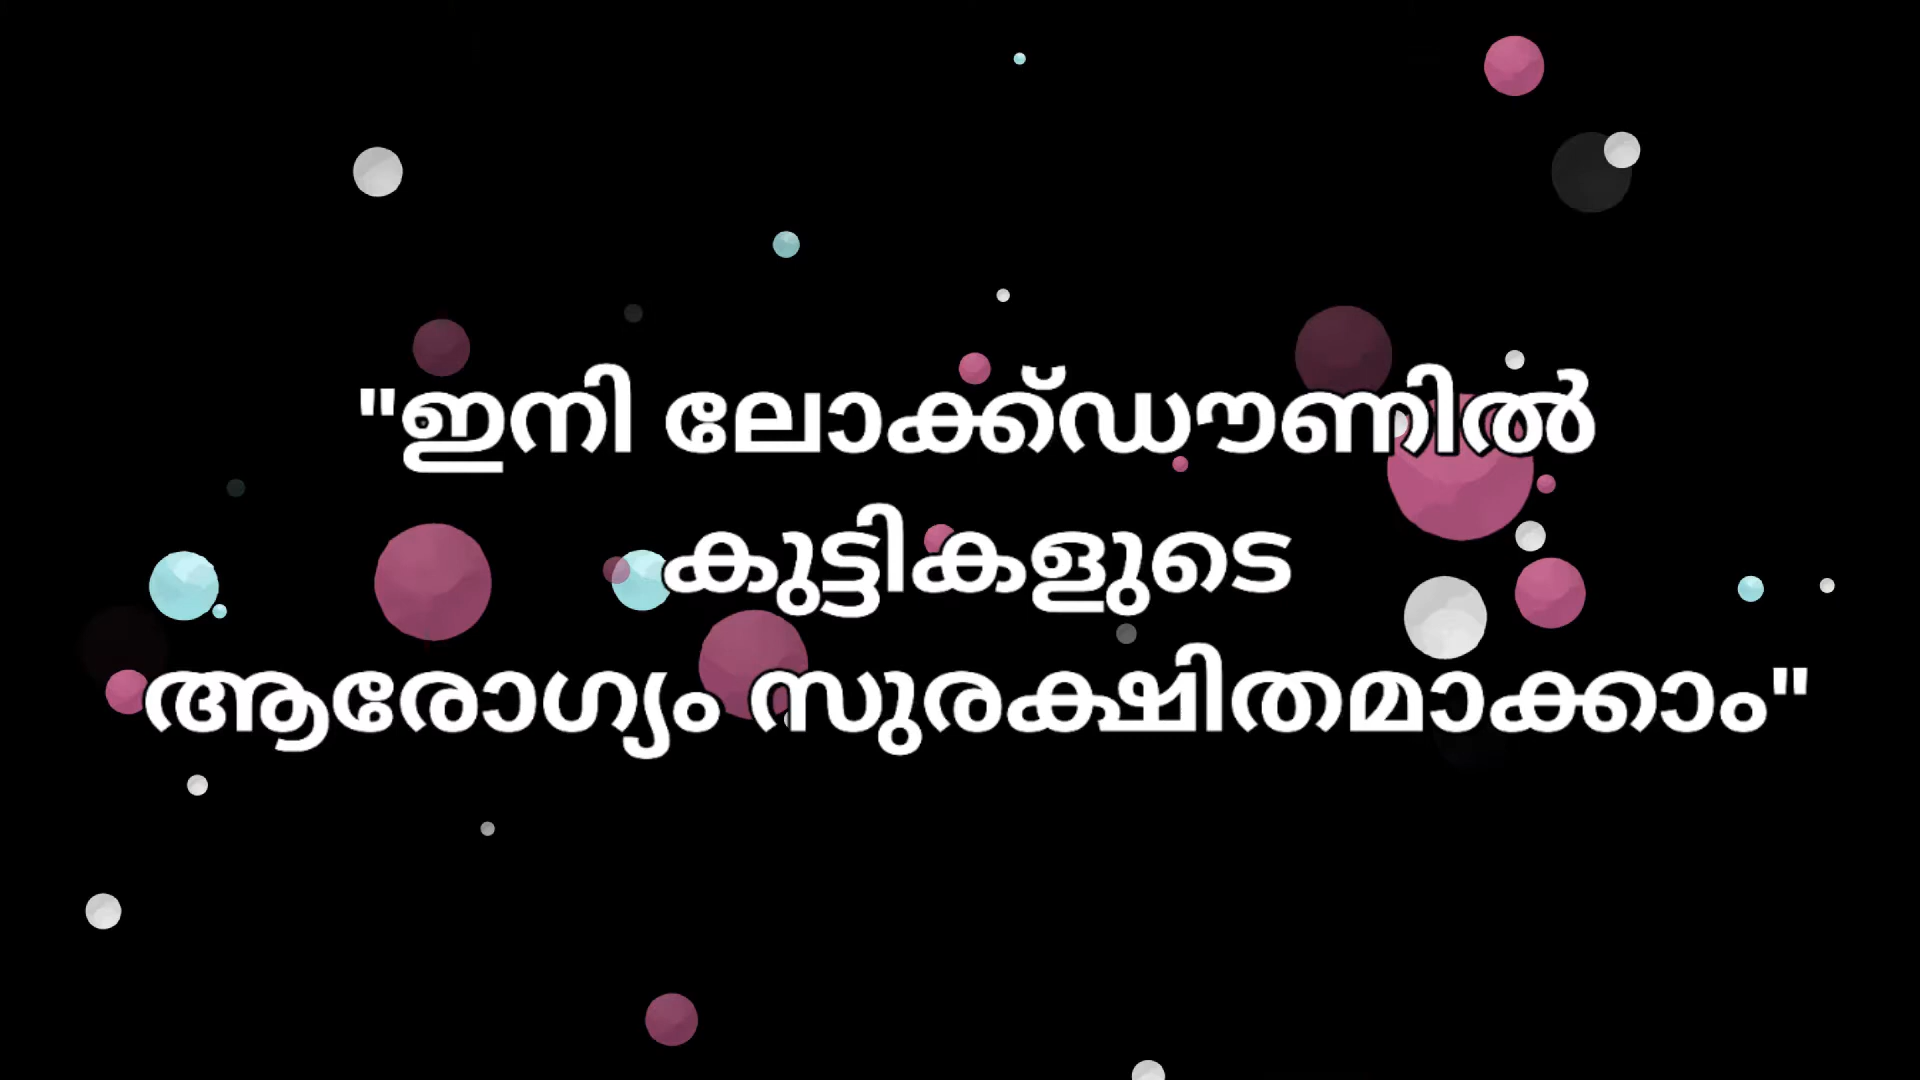 "ഇനി ലോക്ക്ഡൗണിൽ
കുട്ടികളുടെ
ആരോഗ്യം സുരക്ഷിതമാക്കാം"